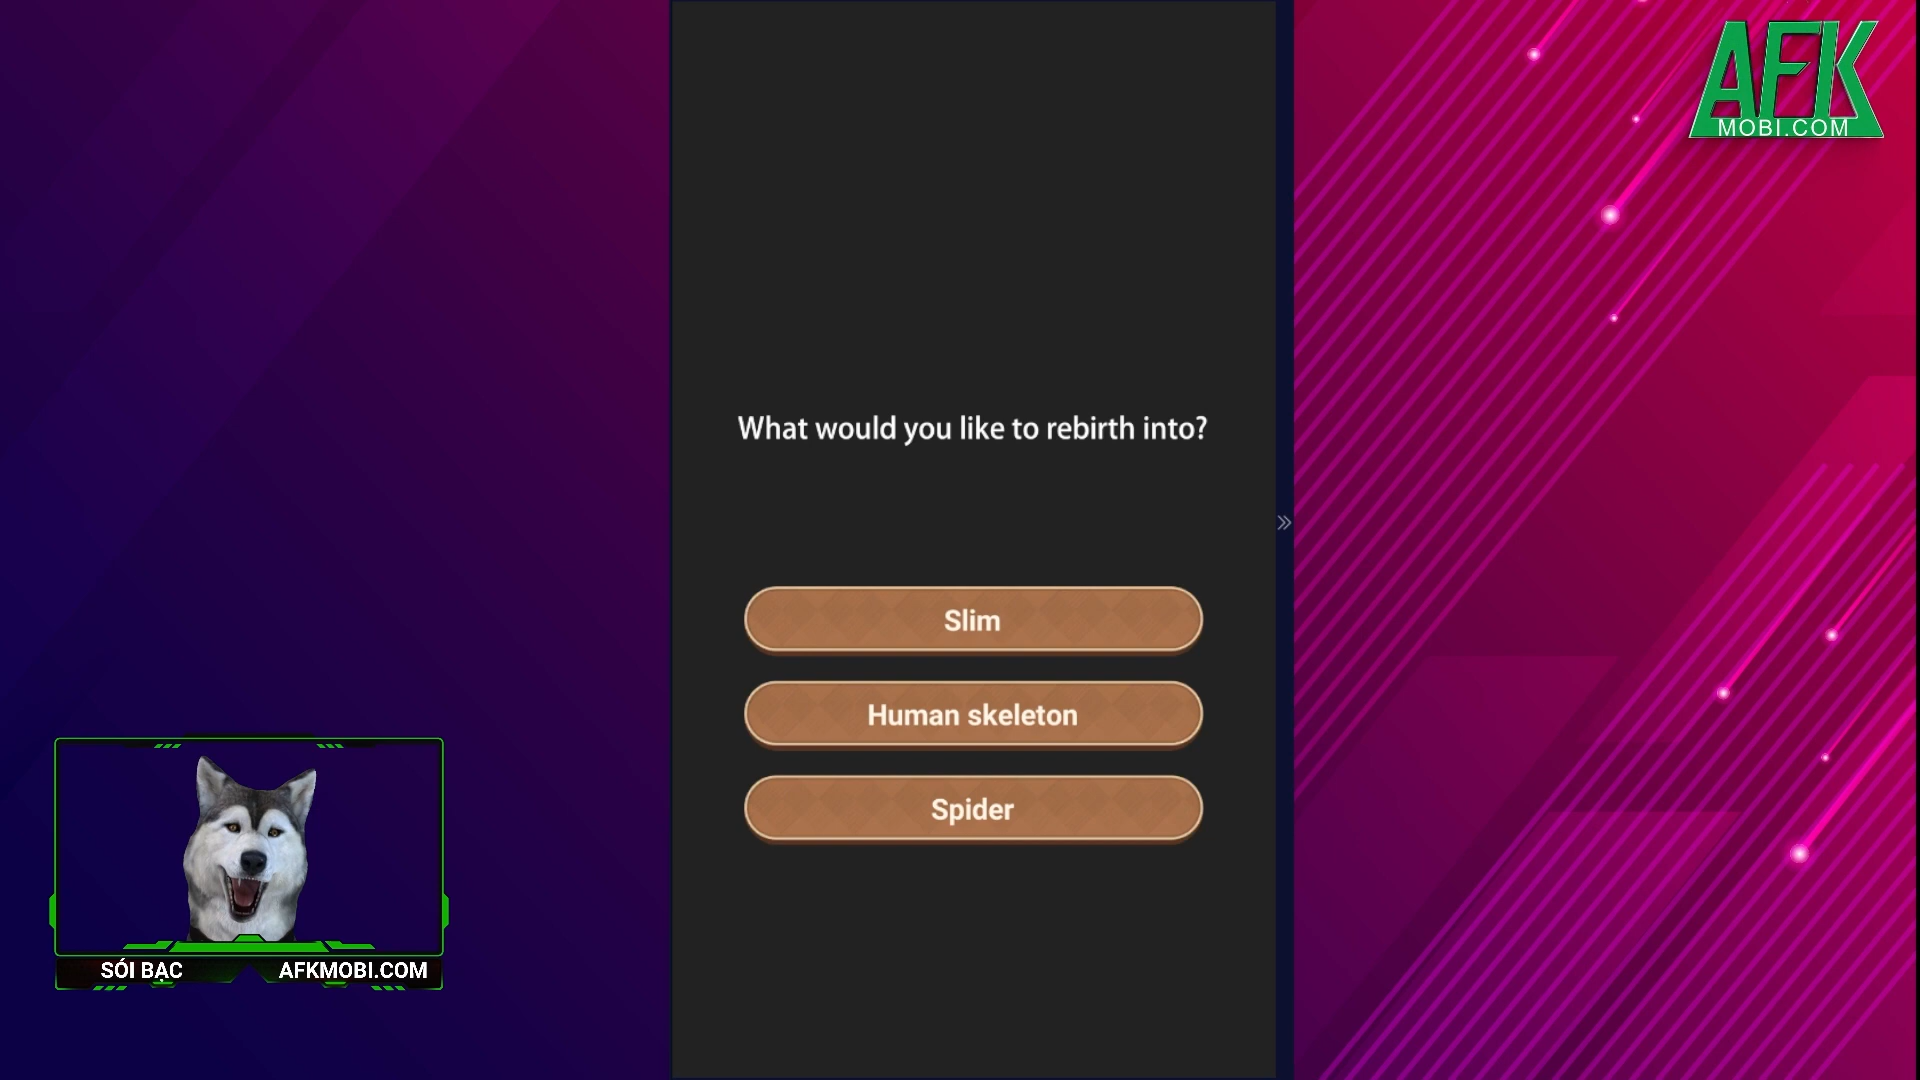 AFK
MOBI.COM
What would you like to rebirth into?
Slim
Human skeleton
Spider
SÓI BẠC
AFKMOBI.COM